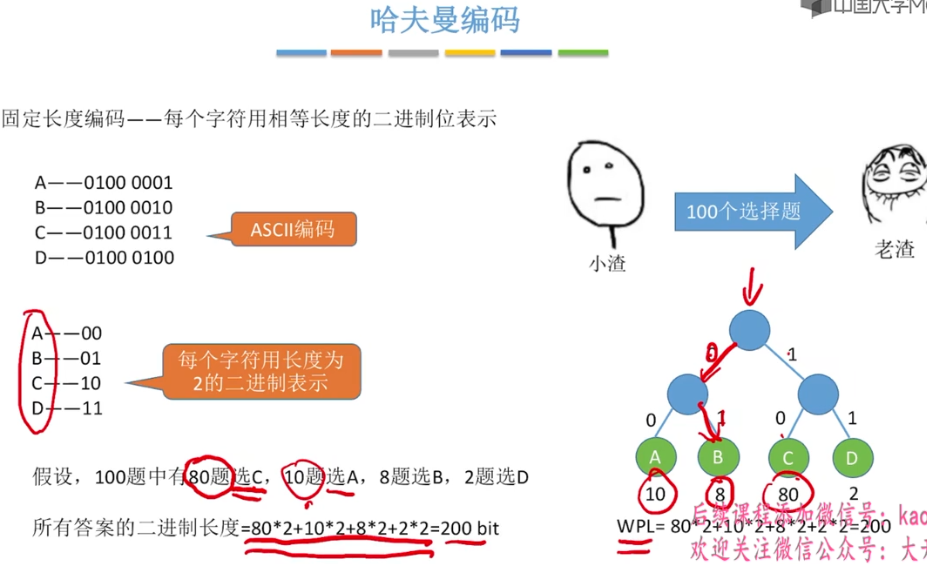 中国大学M
哈夫曼编码
固定长度编码——每个字符用相等长度的二进制位表示
A——0100 0001
B——0100 0010
C——0100 0011
D——0100 0100
ASCII编码
100个选择题
小渣
老渣
A——00
B——01
C——10
D——11
每个字符用长度为
2的二进制表示
0
1
0
1
0
1
A
B
C
D
10
8
80
2
假设，100题中有80题选C，10题选A，8题选B，2题选D
所有答案的二进制长度=80*2+10*2+8*2+2*2=200 bit
WPL= 80*2+10*2+8*2+2*2=200
后续课程添加微信号：kao
欢迎关注微信公众号：大